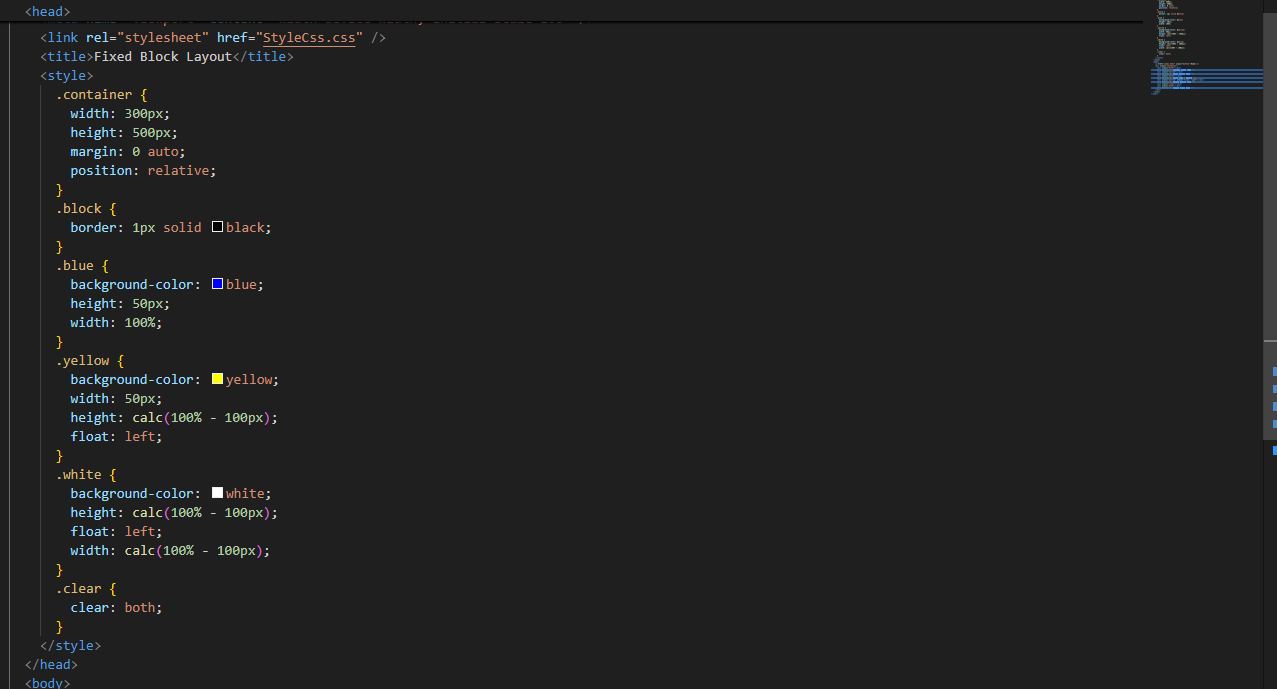 <head>
<link rel="stylesheet" href="StyleCss.css" />
<title>Fixed Block Layout</title>
<style>
.container {
width: 300px;
height: 500px;
margin: 0 auto;
position: relative;
}
.block {
border: 1px solid black;
}
.blue {
background-color: blue;
height: 50px;
width: 100%;
}
.yellow {
background-color: yellow;
width: 50px;
height: calc(100% - 100px);
float: left;
}
.white {
background-color: white;
height: calc(100% - 100px);
float: left;
width: calc(100% - 100px);
}
.clear {
clear: both;
}
</style>
</head>
<body>